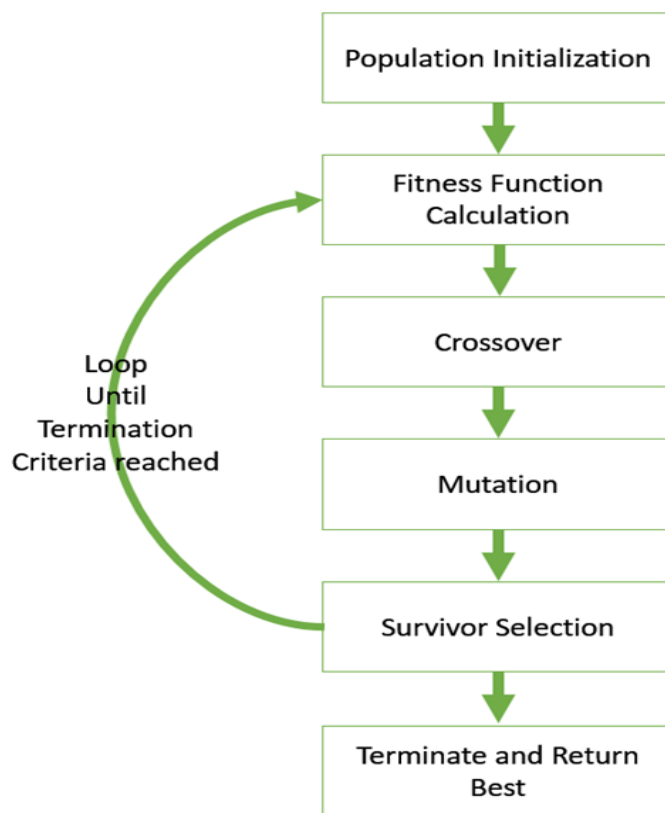 Population Initialization
Fitness Function
Calculation
Crossover
Loop
Until
Termination
Criteria reached
Mutation
Survivor Selection
Terminate and Return
Best